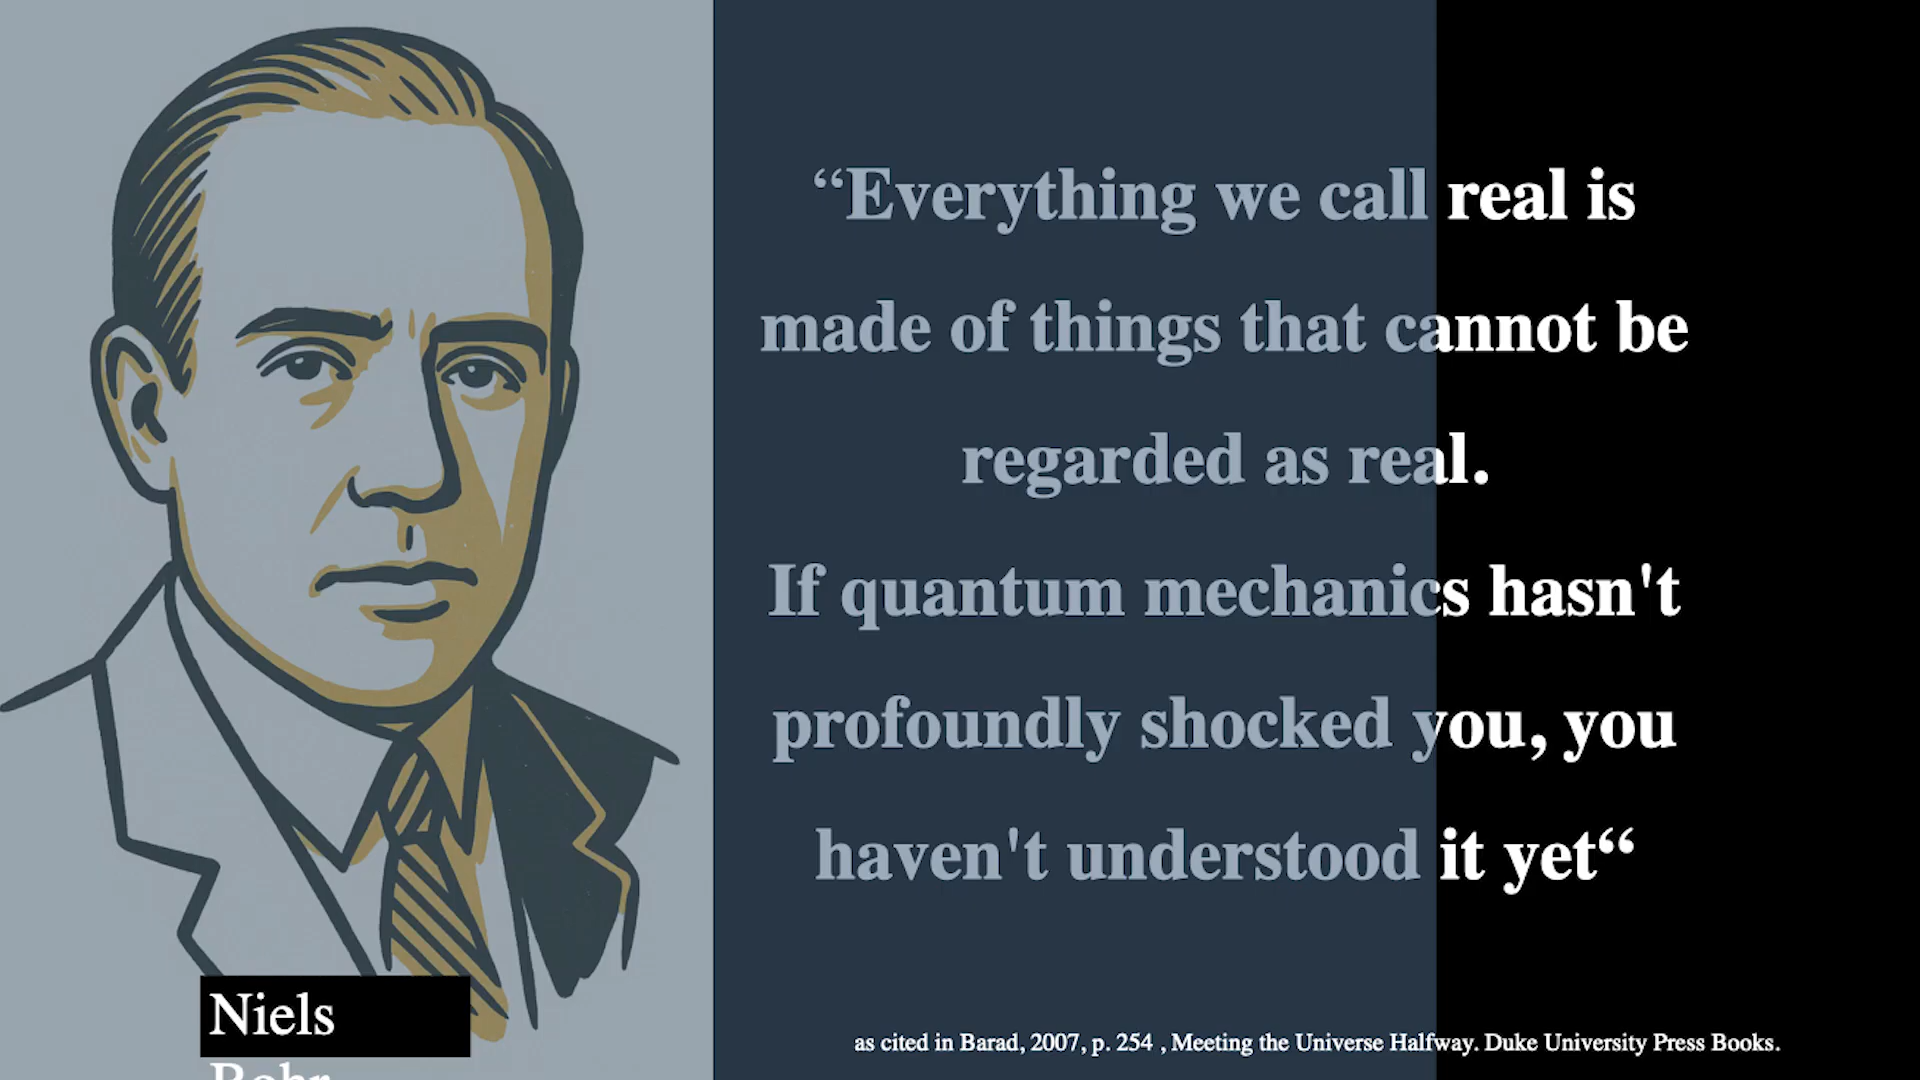 “Everything we call real is
made of things that cannot be
regarded as real.
If quantum mechanics hasn't
profoundly shocked you, you
haven't understood it yet“
Niels
Bohr
as cited in Barad, 2007, p. 254 , Meeting the Universe Halfway. Duke University Press Books.